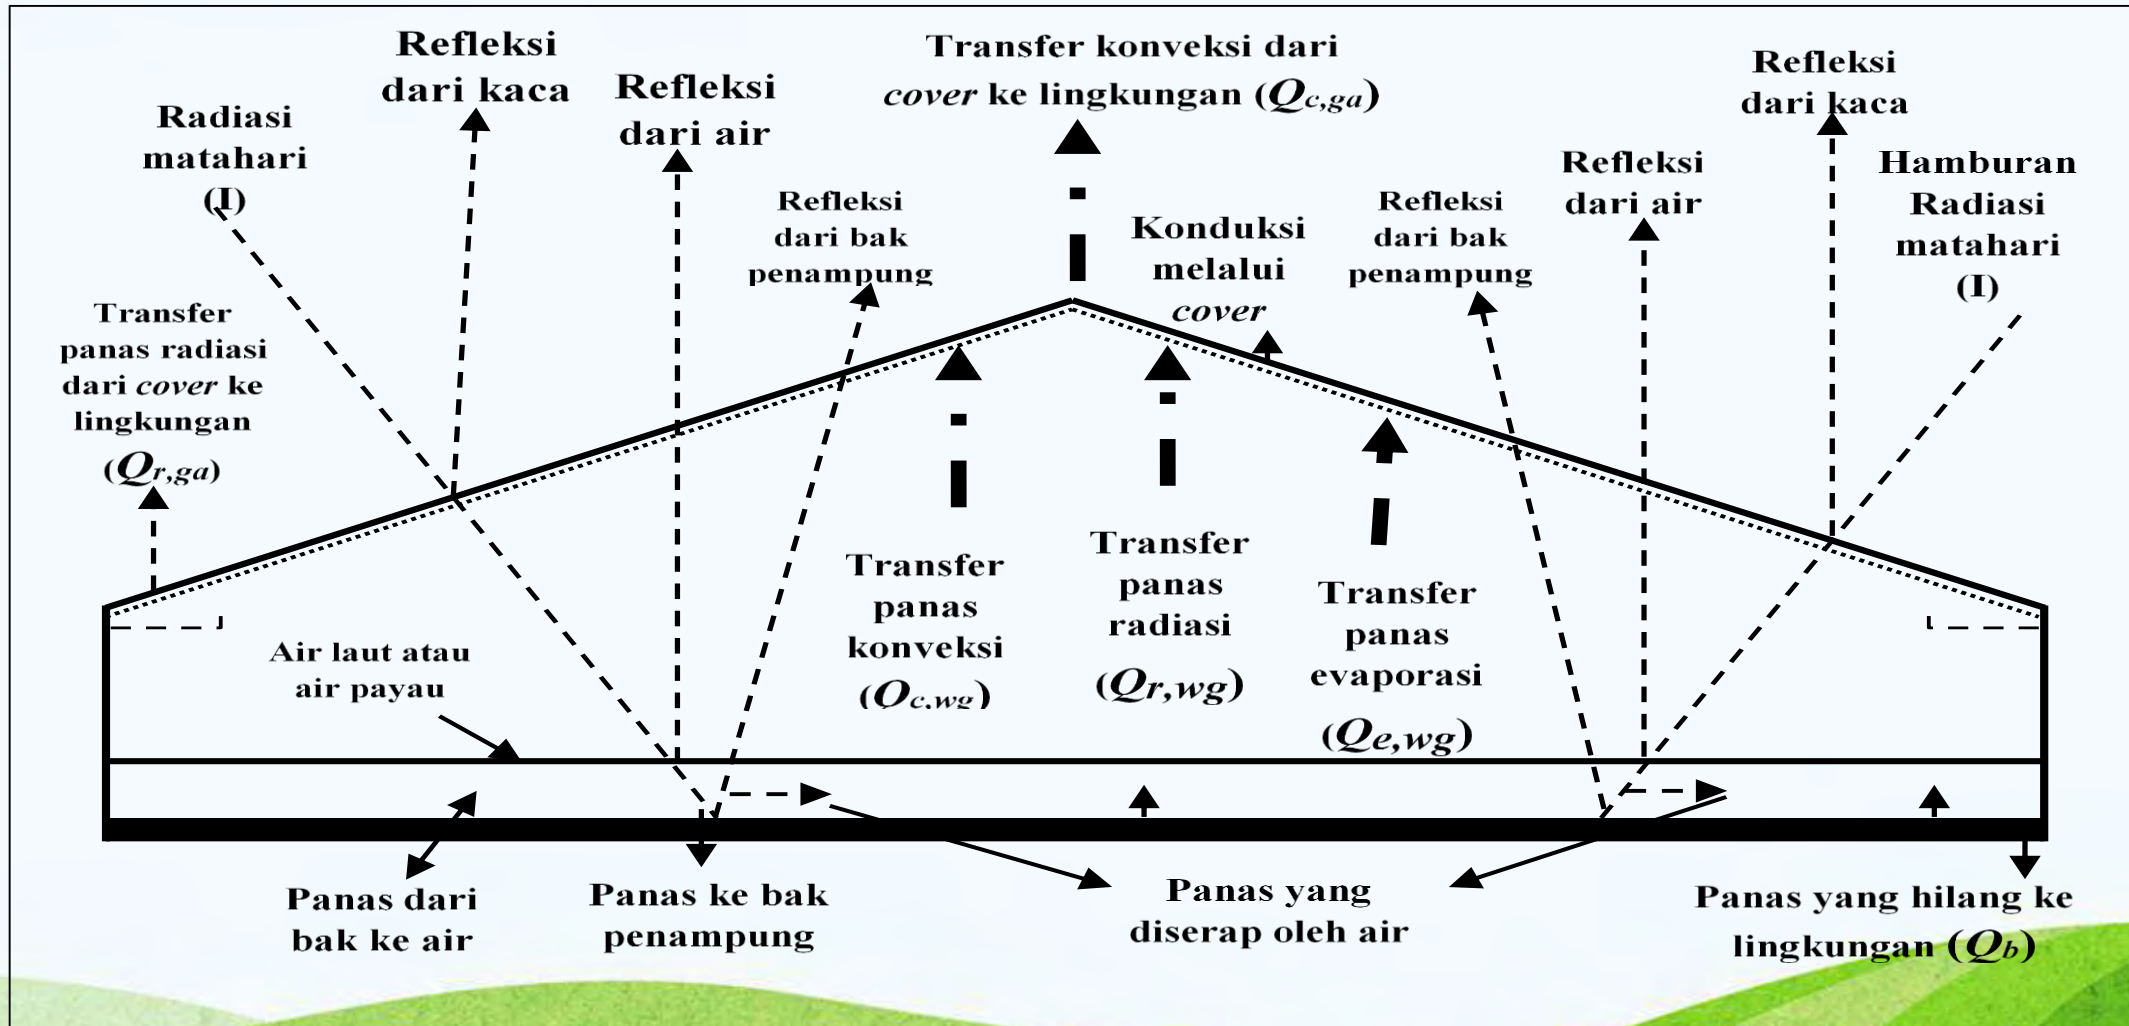 Radiasi
matahari
(I)
Refleksi
dari kaca
Refleksi
dari air
Transfer konveksi dari
cover ke lingkungan (Qc,ga)
Refleksi
dari kaca
Refleksi
dari air
Hamburan
Radiasi
matahari
(I)
Refleksi
dari bak
penampung
Konduksi
melalui
cover
Refleksi
dari bak
penampung
Transfer
panas radiasi
dari cover ke
lingkungan
(Qr,ga)
Transfer
panas
konveksi
(Qc,wg)
Transfer
panas
radiasi
(Qr,wg)
Transfer
panas
evaporasi
(Qe,wg)
Air laut atau
air payau
Panas dari
bak ke air
Panas ke bak
penampung
Panas yang
diserap oleh air
Panas yang hilang ke
lingkungan (Qb)